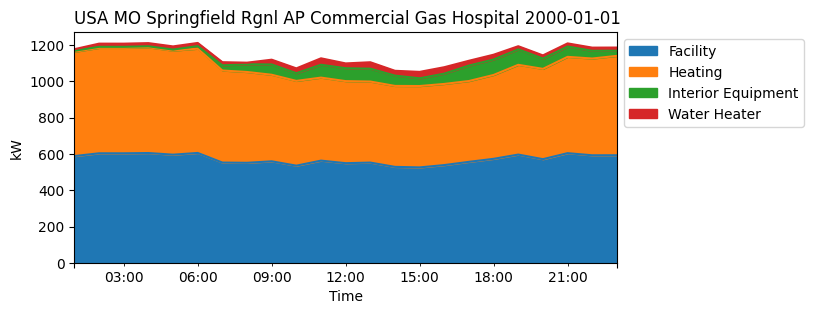 USA MO Springfield Rgnl AP Commercial Gas Hospital 2000-01-01
1200
1000
800
600
400
200
0
kW
03:00 06:00 09:00 12:00 15:00 18:00 21:00
Time
Facility
Heating
Interior Equipment
Water Heater